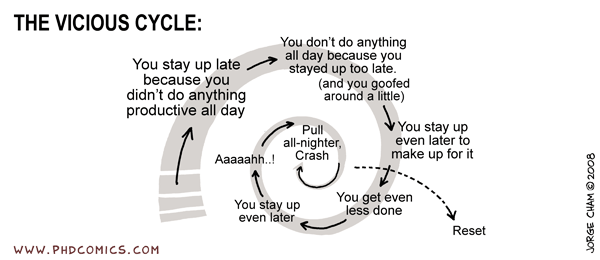 THE VICIOUS CYCLE:
You stay up late
because you
didn't do anything
productive all day
You don't do anything
all day because you
stayed up too late.
(and you goofed
around a little)
You stay up
even later to
make up for it
You get even
less done
You stay up
even later
Aaaaahh..!
Pull
all-nighter,
Crash
Reset
WWW.PHDCOMICS.COM
JORGE CHAM © 2008